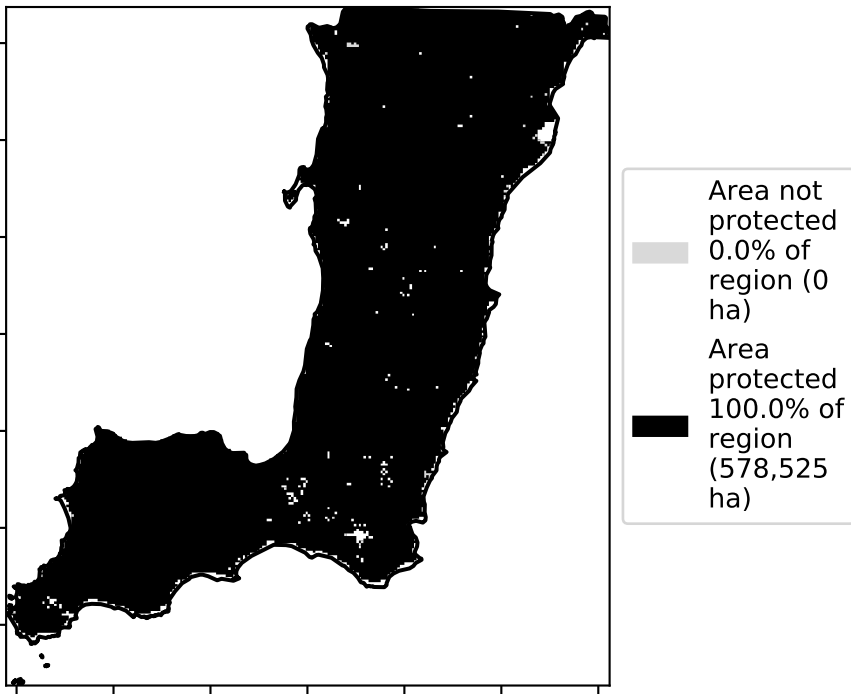 Area not
protected
0.0% of
region (0
ha)
Area
protected
100.0% of
region
(578,525
ha)